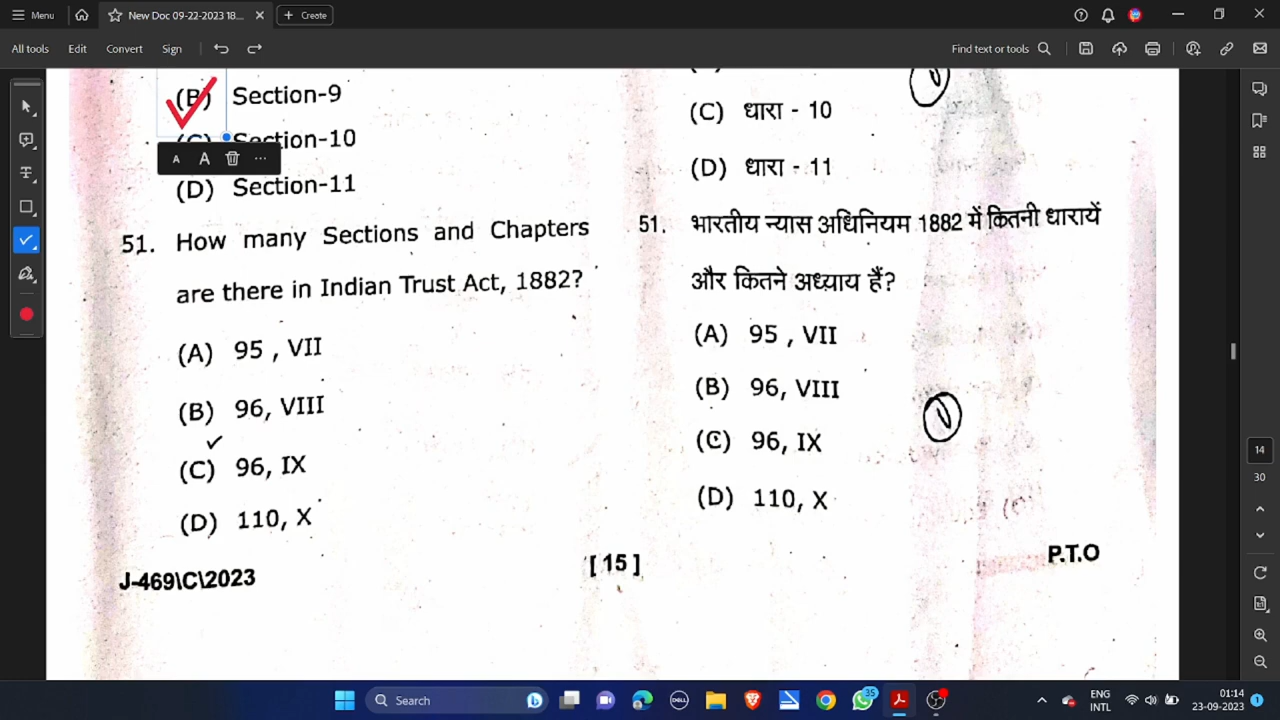 Menu
New Doc 09-22-2023 18...
Create
All tools
Edit
Convert
Sign
Find text or tools
(B) Section-9
(C) Section-10
(D) Section-11
51. How many Sections and Chapters
are there in Indian Trust Act, 1882?
(A) 95 , VII
(B) 96, VIII
(C) 96, IX
(D) 110, X
J-469\C\2023
(C) धारा - 10
(D) धारा - 11
51. भारतीय न्यास अधिनियम 1882 में कितनी धारायें
और कितने अध्याय हैं?
(A) 95 , VII
(B) 96, VIII
(C) 96, IX
(D) 110, X
[ 15 ]
P.T.O
A A ...
14
30
Search
DELL
35
ENG
INTL
01:14
23-09-2023
1